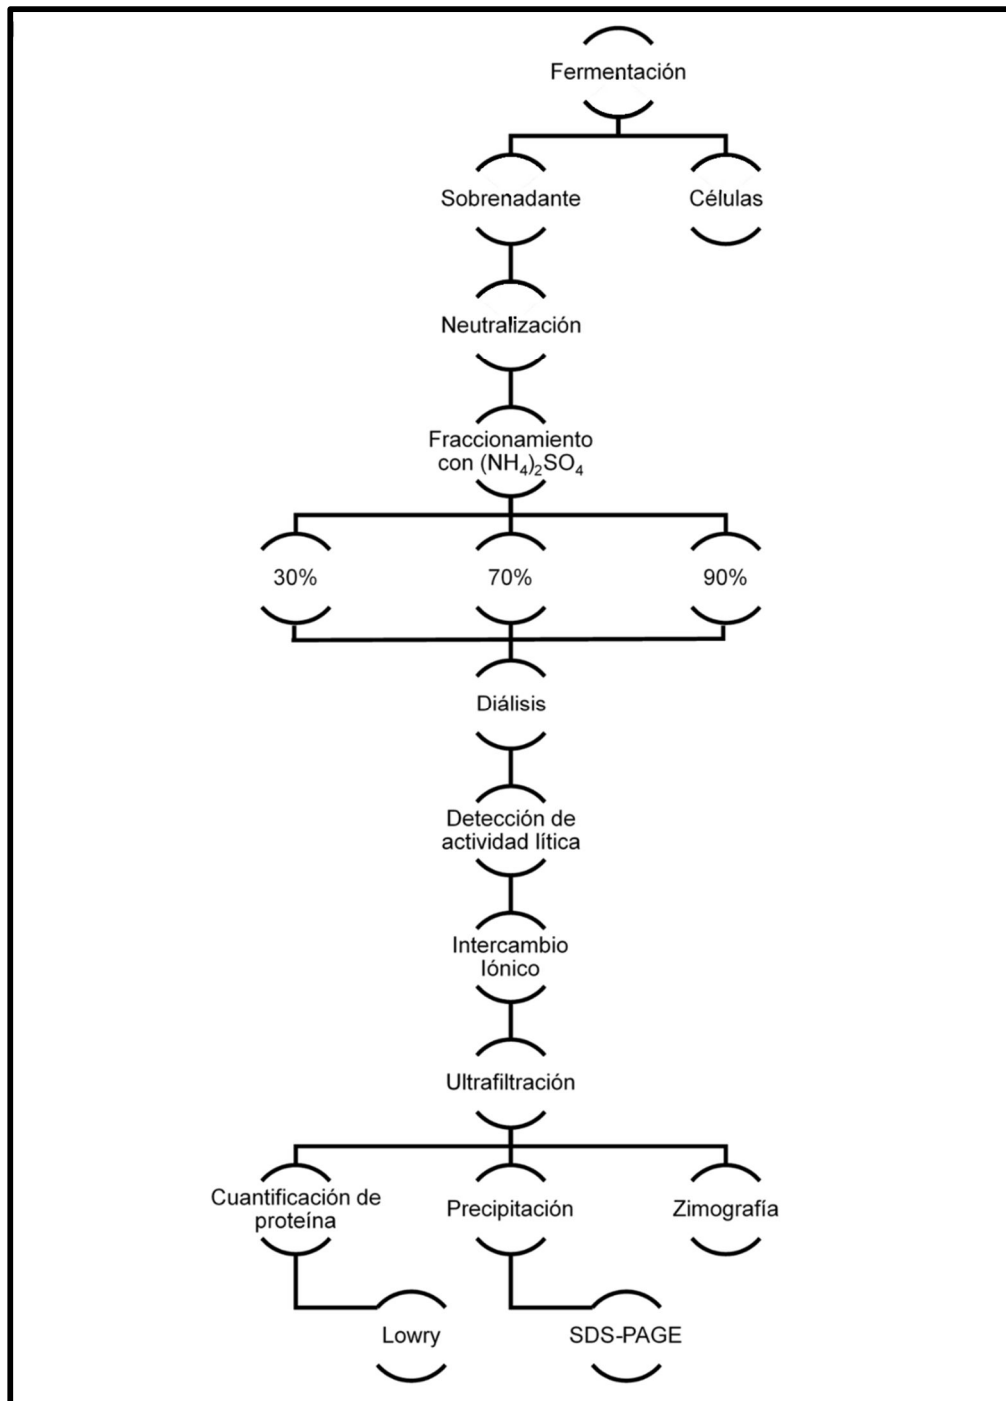 Fermentación
Sobrenadante
Células
Neutralización
Fraccionamiento
con (NH₄)₂SO₄
30%
70%
90%
Diálisis
Detección de
actividad lítica
Intercambio
Iónico
Ultrafiltración
Cuantificación de
proteína
Precipitación
Zimografía
Lowry
SDS-PAGE